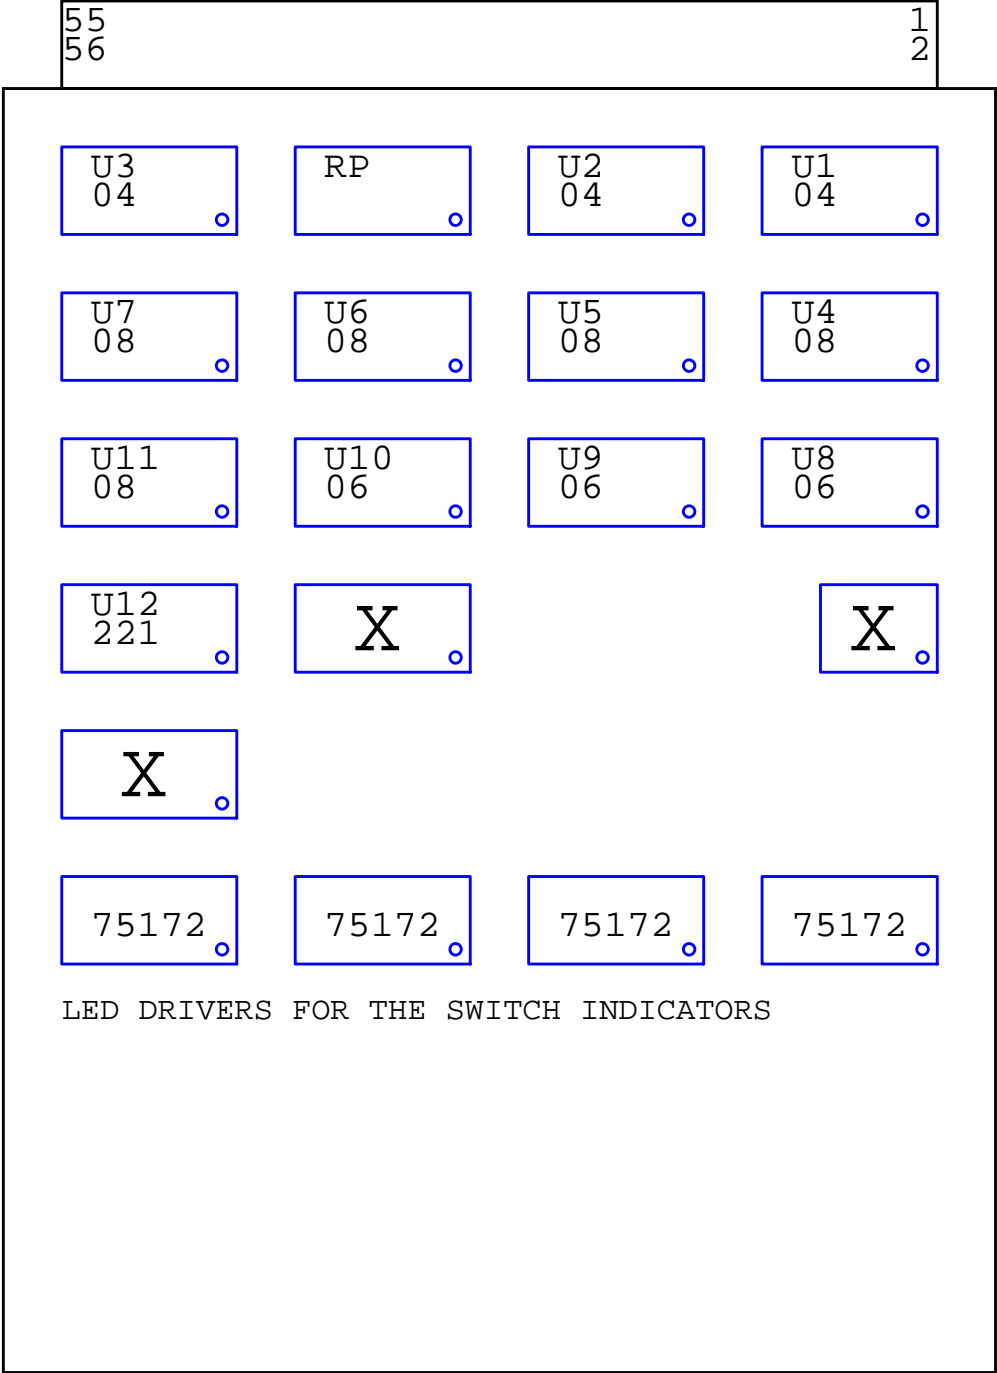 55 1
56 2
U3 RP U2 U1
04 04 04
U7 U6 U5 U4
08 08 08 08
U11 U10 U9 U8
08 06 06 06
U12
221 X X
X
75172 75172 75172 75172
LED DRIVERS FOR THE SWITCH INDICATORS